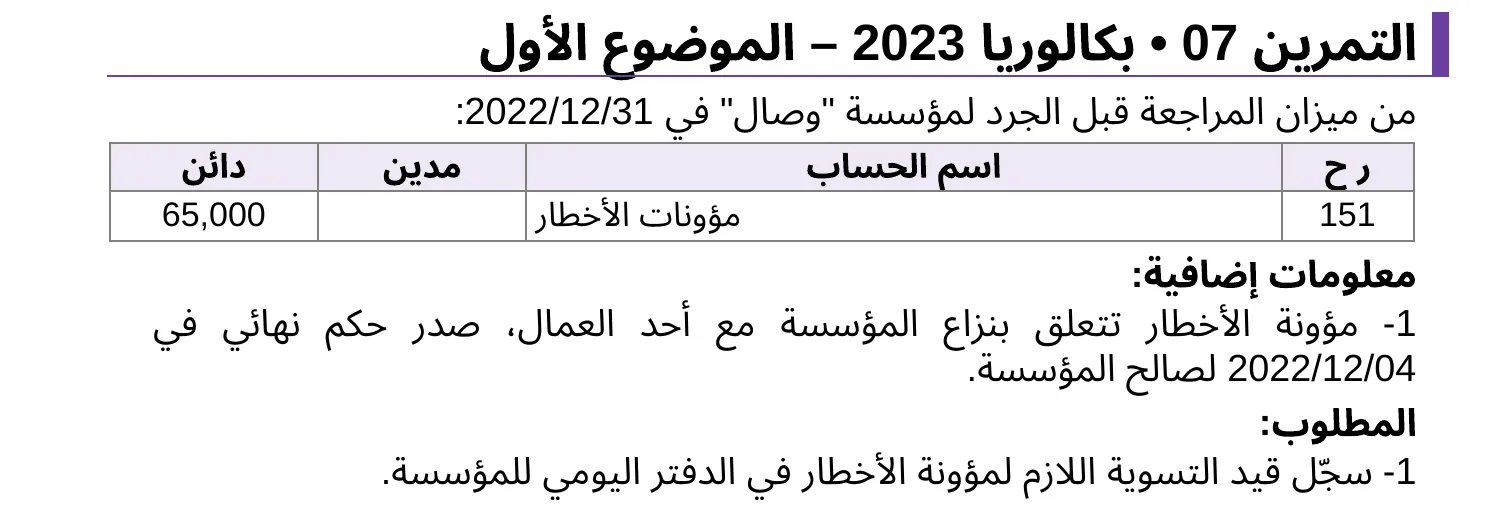 التمرين 07 • بكالوريا 2023 – الموضوع الأول
من ميزان المراجعة قبل الجرد لمؤسسة "وصال" في 2022/12/31:
ر ح اسم الحساب مدين دائن
151 مؤونات الأخطار 65,000
معلومات إضافية:
1- مؤونة الأخطار تتعلق بنزاع المؤسسة مع أحد العمال، صدر حكم نهائي في
2022/12/04 لصالح المؤسسة.
المطلوب:
1- سجّل قيد التسوية اللازم لمؤونة الأخطار في الدفتر اليومي للمؤسسة.